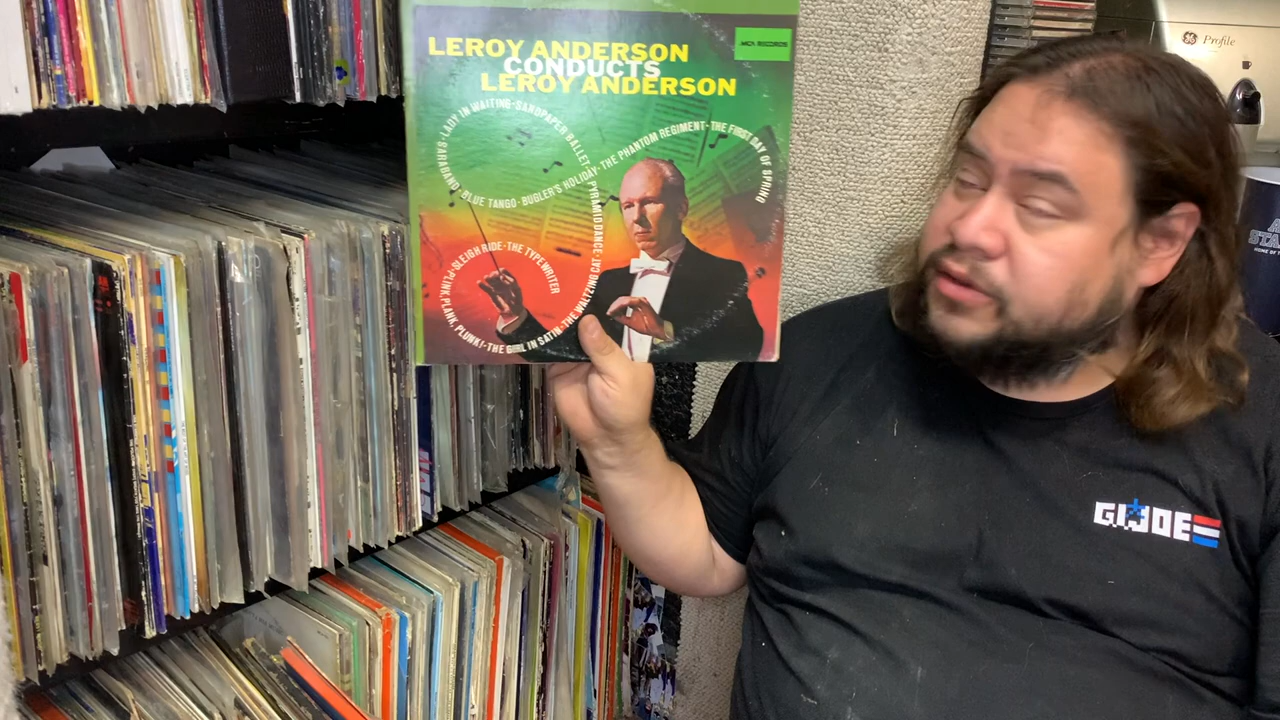 LEROY ANDERSON
CONDUCTS
LEROY ANDERSON
MCA RECORDS
SARABAND·LADY IN WAITING·SANDPAPER BALLET·PYRAMID DANCE·
BLUE TANGO·BUGLER'S HOLIDAY·THE PHANTOM REGIMENT·THE FIRST DAY OF SPRING
THE TYPEWRITER
SLEIGH RIDE·PLINK, PLANK, PLUNK!·THE GIRL IN SATIN·THE WALTZING CAT·
GE Profile
GIJOE